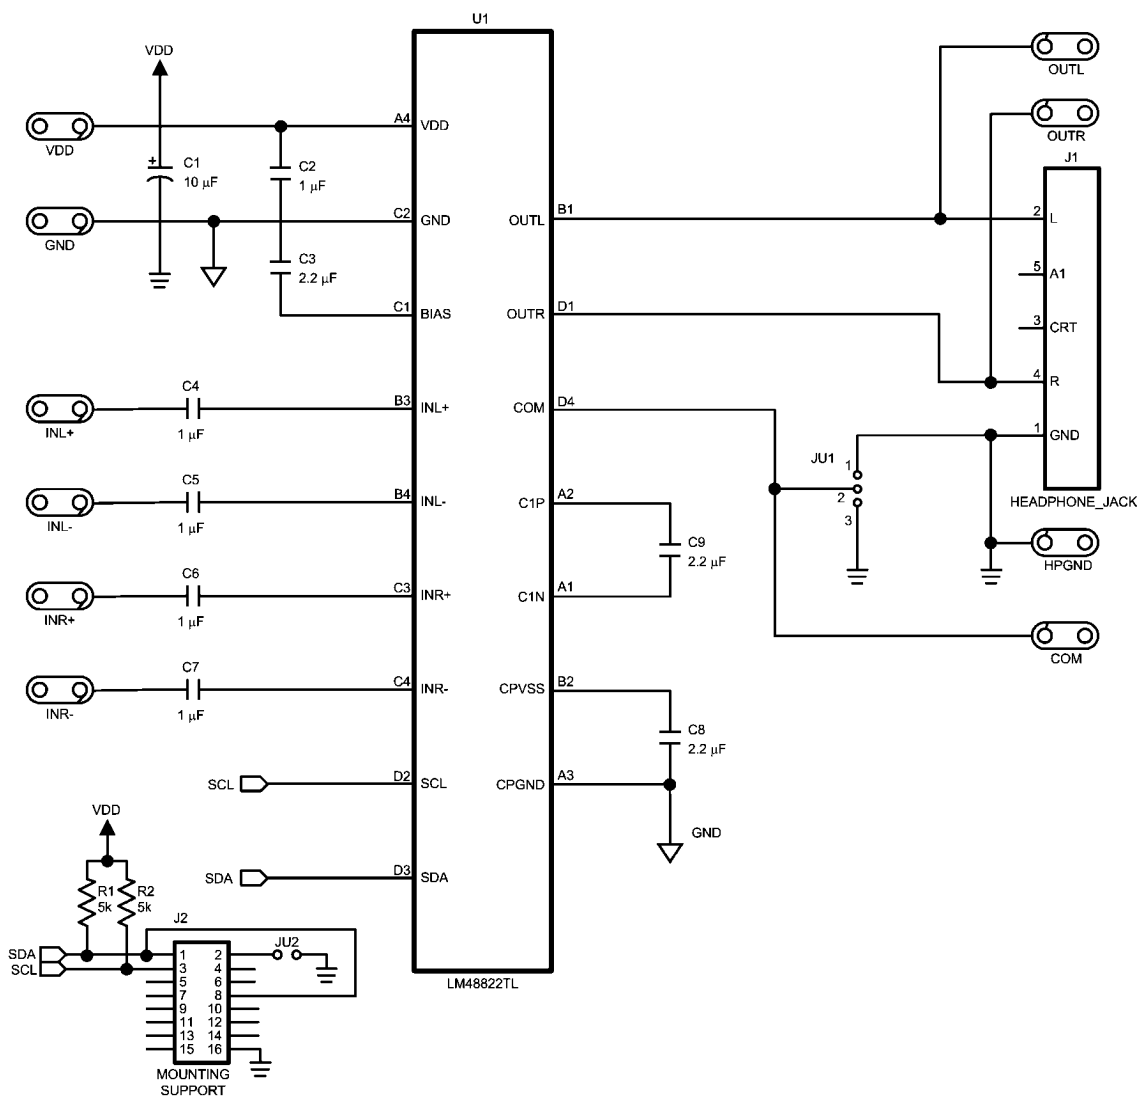 U1
VDD
OUTL
VDD
A4
VDD
OUTR
J1
+
C1
10 µF
C2
1 µF
GND
C2
GND
OUTL
B1
2
L
C3
2.2 µF
5
A1
C1
BIAS
OUTR
D1
3
CRT
4
R
INL+
C4
1 µF
B3
INL+
COM
D4
1
GND
JU1
1
2
3
HEADPHONE_JACK
INL-
C5
1 µF
B4
INL-
C1P
A2
C9
2.2 µF
HPGND
INR+
C6
1 µF
C3
INR+
C1N
A1
COM
INR-
C7
1 µF
C4
INR-
CPVSS
B2
C8
2.2 µF
SCL
D2
SCL
CPGND
A3
GND
VDD
SDA
D3
SDA
R1
5k
R2
5k
J2
SDA
SCL
JU2
1 2
3 4
5 6
7 8
9 10
11 12
13 14
15 16
MOUNTING
SUPPORT
LM48822TL